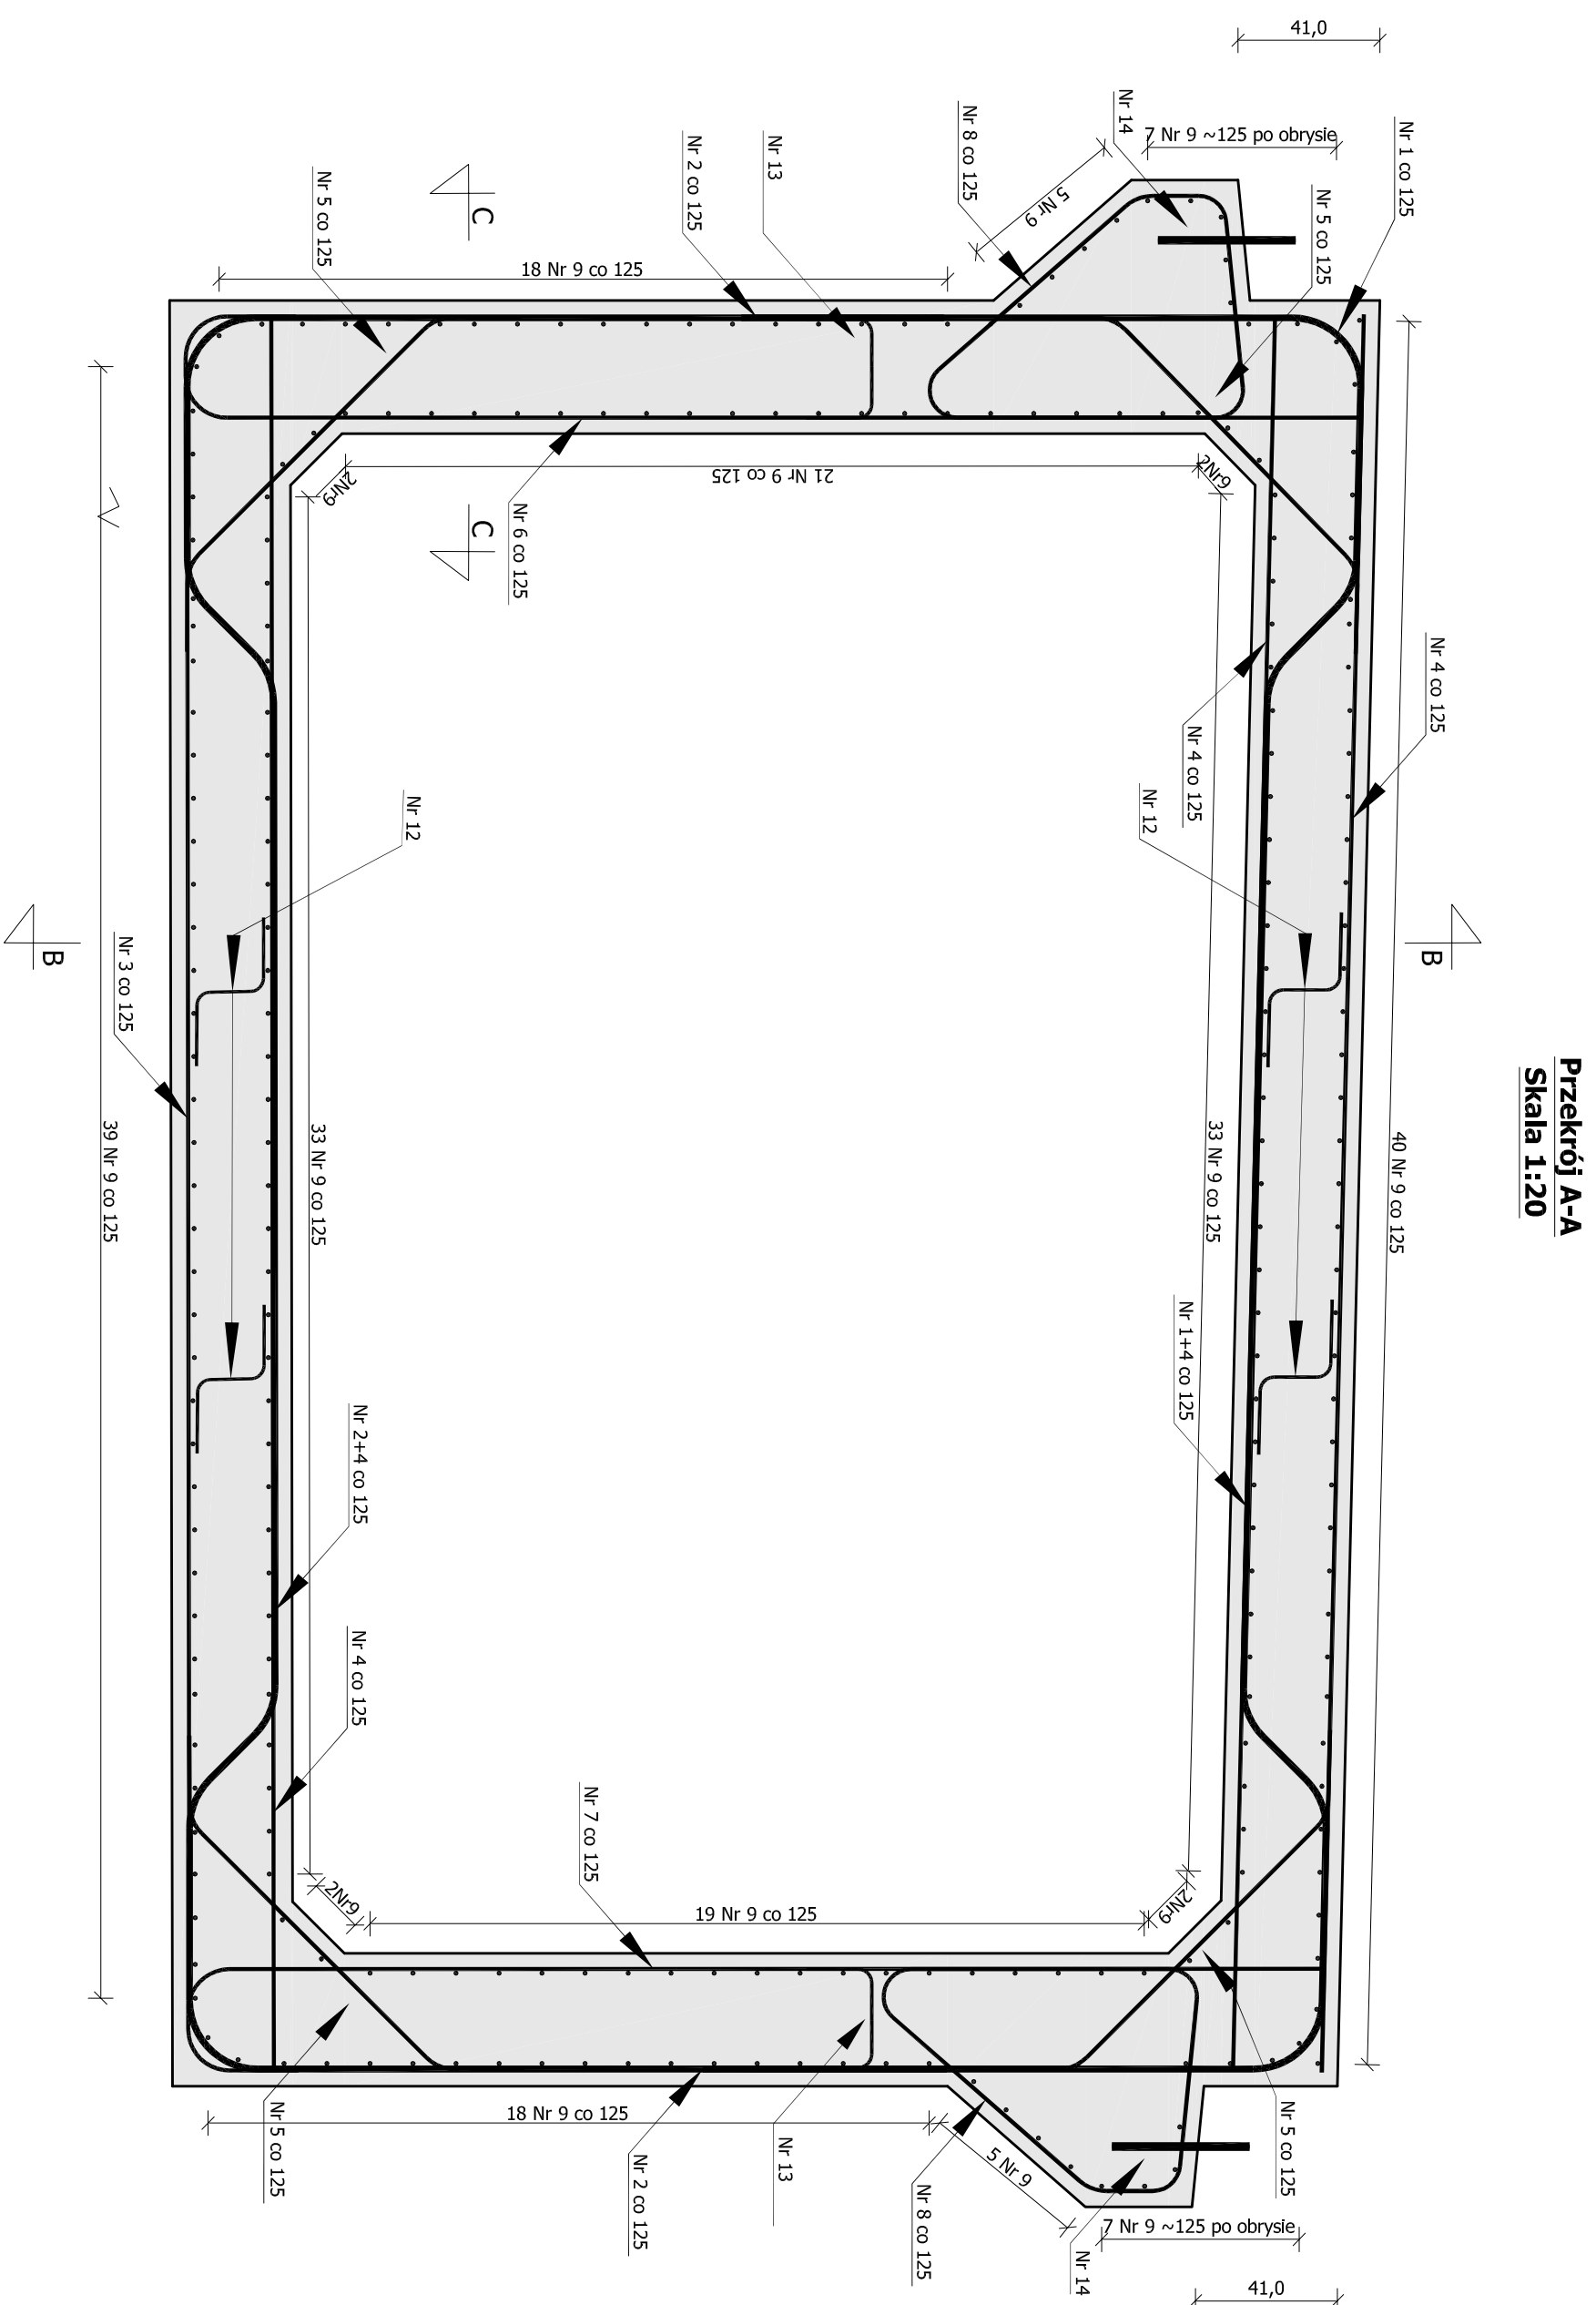 41,0
Nr 14
7 Nr 9 ~125 po obrysie
Nr 1 co 125
Nr 8 co 125
Nr 13
Nr 2 co 125
Nr 5 co 125
5 Nr 9
Nr 5 co 125
C
18 Nr 9 co 125
2Nr9
21 Nr 9 co 125
2Nr9
C
Nr 6 co 125
Nr 4 co 125
Nr 4 co 125
Nr 12
Nr 12
B
B
Nr 3 co 125
Przekrój A-A
Skala 1:20
39 Nr 9 co 125
33 Nr 9 co 125
33 Nr 9 co 125
40 Nr 9 co 125
Nr 1+4 co 125
Nr 2+4 co 125
Nr 4 co 125
Nr 7 co 125
2Nr9
19 Nr 9 co 125
2Nr9
Nr 5 co 125
18 Nr 9 co 125
Nr 2 co 125
Nr 13
5 Nr 9
Nr 8 co 125
Nr 5 co 125
7 Nr 9 ~125 po obrysie
Nr 14
41,0